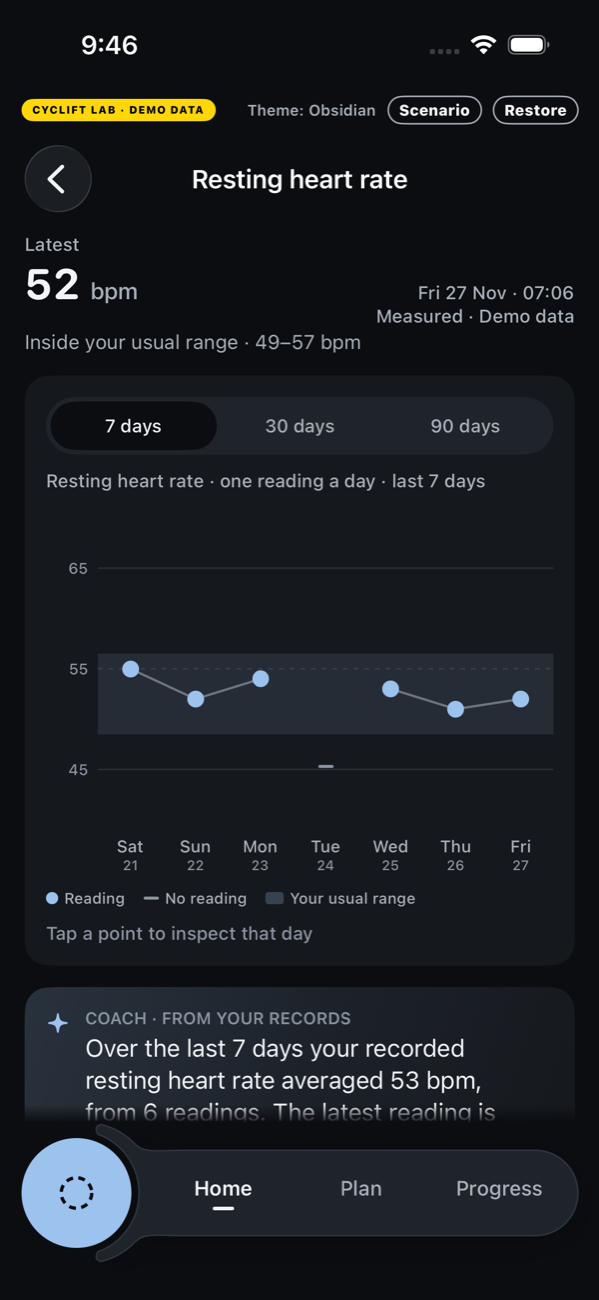 9:46
CYCLIFT LAB · DEMO DATA
Theme: Obsidian
Scenario
Restore
Resting heart rate
Latest
52 bpm
Fri 27 Nov · 07:06
Measured · Demo data
Inside your usual range · 49–57 bpm
7 days
30 days
90 days
Resting heart rate · one reading a day · last 7 days
65
55
45
Sat Sun Mon Tue Wed Thu Fri
21 22 23 24 25 26 27
Reading
No reading
Your usual range
Tap a point to inspect that day
COACH · FROM YOUR RECORDS
Over the last 7 days your recorded
resting heart rate averaged 53 bpm,
from 6 readings. The latest reading is
Home
Plan
Progress